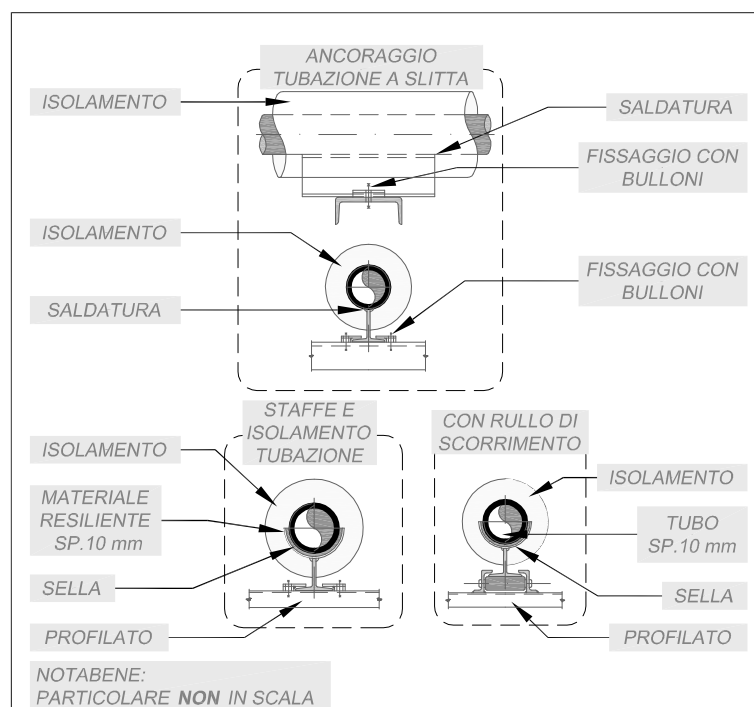 ANCORAGGIO
TUBAZIONE A SLITTA
ISOLAMENTO
SALDATURA
FISSAGGIO CON
BULLONI
ISOLAMENTO
FISSAGGIO CON
BULLONI
SALDATURA
STAFFE E
ISOLAMENTO
TUBAZIONE
ISOLAMENTO
MATERIALE
RESILIENTE
SP.10 mm
SELLA
PROFILATO
CON RULLO DI
SCORRIMENTO
ISOLAMENTO
TUBO
SP.10 mm
SELLA
PROFILATO
NOTABENE:
PARTICOLARE NON IN SCALA